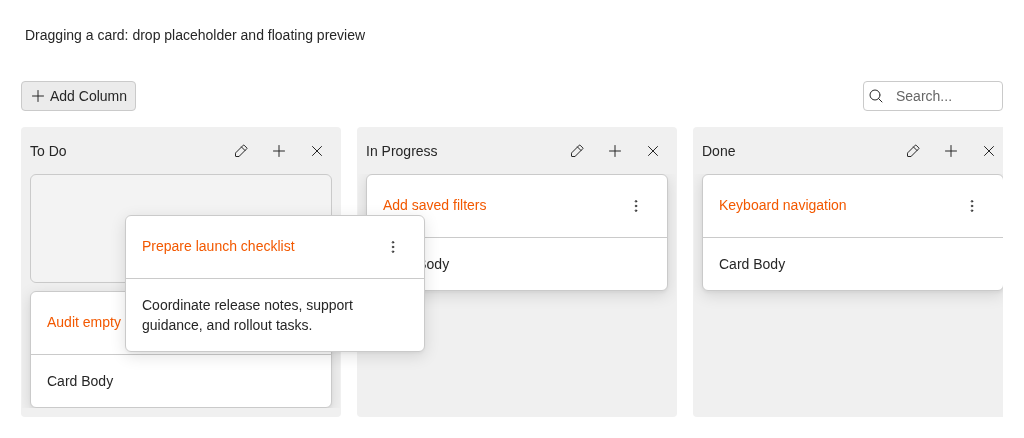 Dragging a card: drop placeholder and floating preview
Add Column
Search...
To Do
In Progress
Done
Prepare launch checklist
Coordinate release notes, support
guidance, and rollout tasks.
Audit empty
Card Body
Add saved filters
Body
Keyboard navigation
Card Body